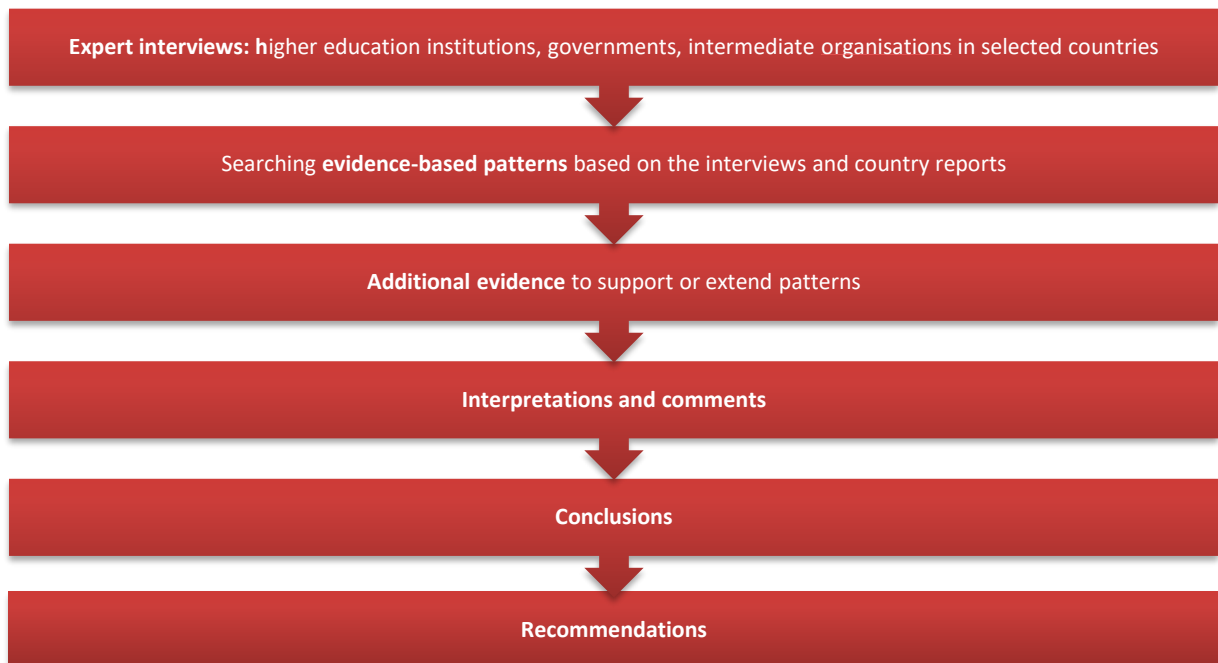 Expert interviews: higher education institutions, governments, intermediate organisations in selected countries
Searching evidence-based patterns based on the interviews and country reports
Additional evidence to support or extend patterns
Interpretations and comments
Conclusions
Recommendations